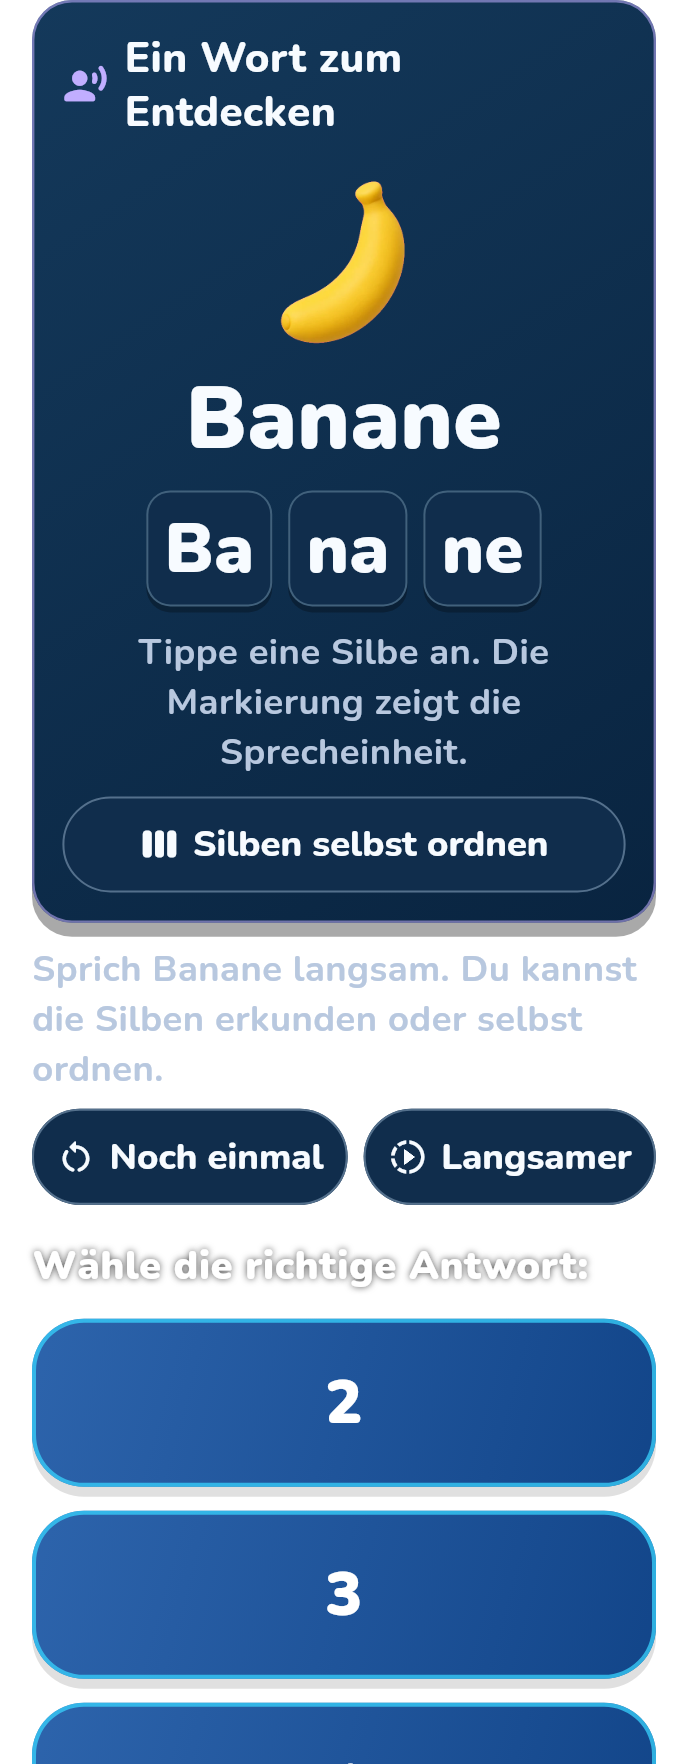 Ein Wort zum
Entdecken
Banane
Ba na ne
Tippe eine Silbe an. Die
Markierung zeigt die
Sprecheinheit.
Silben selbst ordnen
Sprich Banane langsam. Du kannst
die Silben erkunden oder selbst
ordnen.
Noch einmal Langsamer
Wähle die richtige Antwort:
2
3